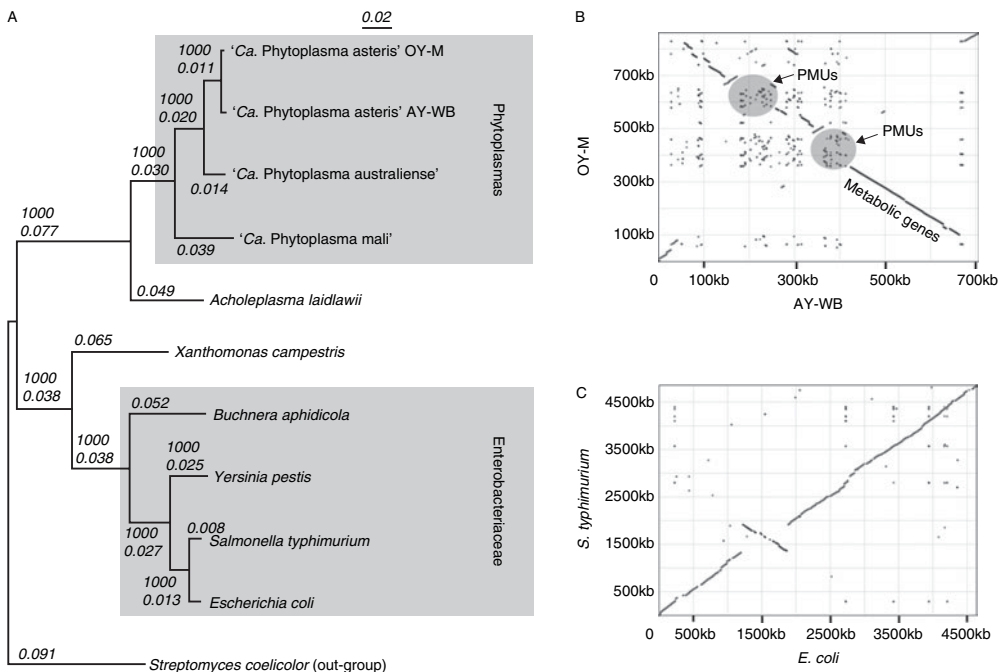 A
0.02
1000
0.011
'Ca. Phytoplasma asteris' OY-M
1000
0.020
'Ca. Phytoplasma asteris' AY-WB
1000
0.030
0.014
'Ca. Phytoplasma australiense'
0.039
'Ca. Phytoplasma mali'
Phytoplasmas
1000
0.077
0.049
Acholeplasma laidlawii
0.065
Xanthomonas campestris
1000
0.038
0.052
Buchnera aphidicola
1000
0.038
1000
0.025
Yersinia pestis
1000
0.027
0.008
Salmonella typhimurium
1000
0.013
Escherichia coli
Enterobacteriaceae
0.091
Streptomyces coelicolor (out-group)
B
OY-M
700kb
500kb
300kb
100kb
0
100kb
300kb
500kb
700kb
AY-WB
PMUs
PMUs
Metabolic genes
C
S. typhimurium
4500kb
3500kb
2500kb
1500kb
500kb
0
500kb
1500kb
2500kb
3500kb
4500kb
E. coli